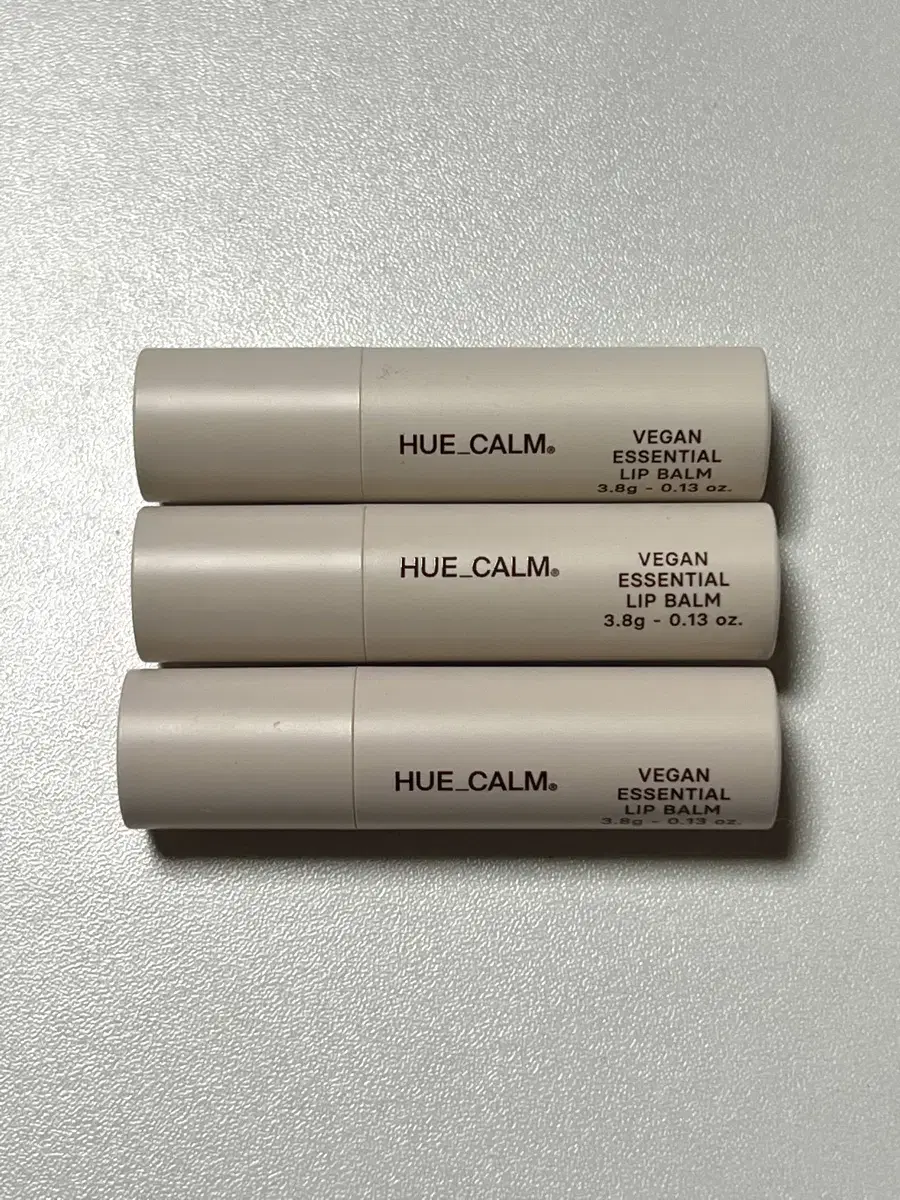 HUE_CALM®
VEGAN
ESSENTIAL
LIP BALM
3.8g - 0.13 oz.
HUE_CALM®
VEGAN
ESSENTIAL
LIP BALM
3.8g - 0.13 oz.
HUE_CALM®
VEGAN
ESSENTIAL
LIP BALM
3.8g - 0.13 oz.